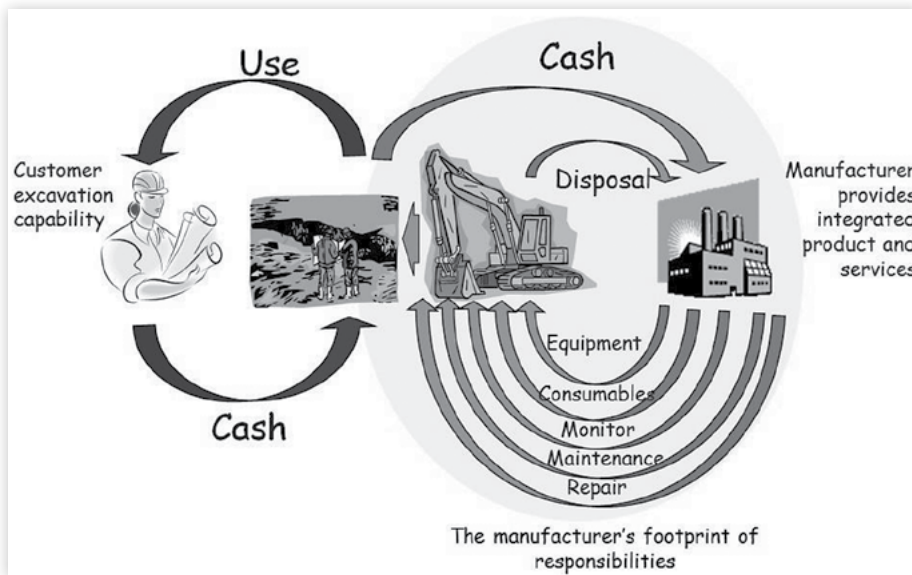 Use
Cash
Customer
excavation
capability
Disposal
Manufacturer
provides
integrated
product and
services
Equipment
Consumables
Monitor
Maintenance
Repair
Cash
The manufacturer's footprint of
responsibilities